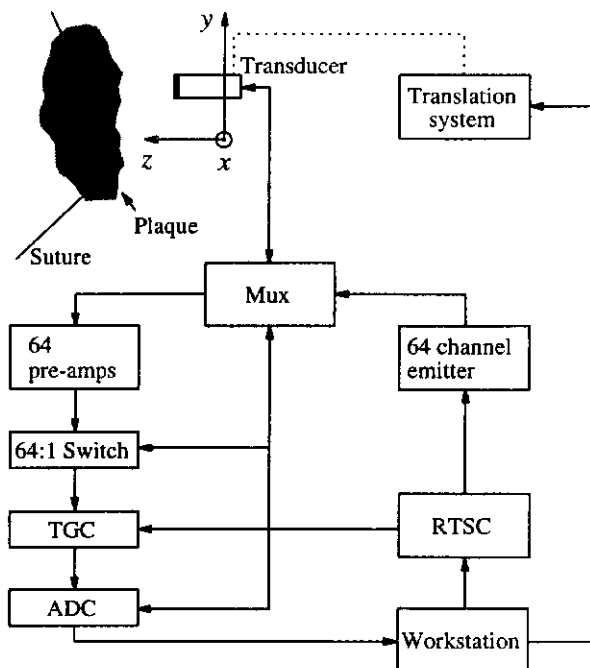 y
Transducer
Translation
system
z
x
Plaque
Suture
Mux
64
pre-amps
64 channel
emitter
64:1 Switch
TGC
RTSC
ADC
Workstation